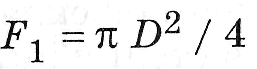 F₁ = π D² / 4